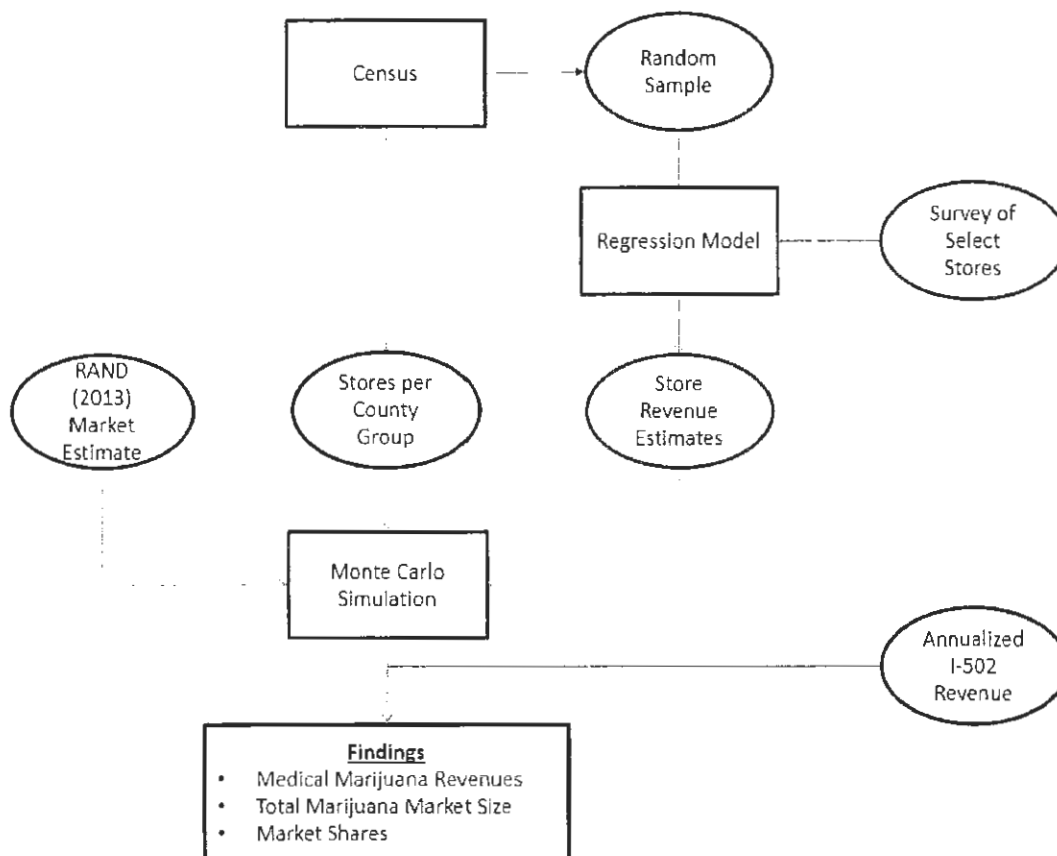 Census
Random
Sample
Regression Model
Survey of
Select
Stores
RAND
(2013)
Market
Estimate
Stores per
County
Group
Store
Revenue
Estimates
Monte Carlo
Simulation
Annualized
I-502
Revenue
Findings
• Medical Marijuana Revenues
• Total Marijuana Market Size
• Market Shares